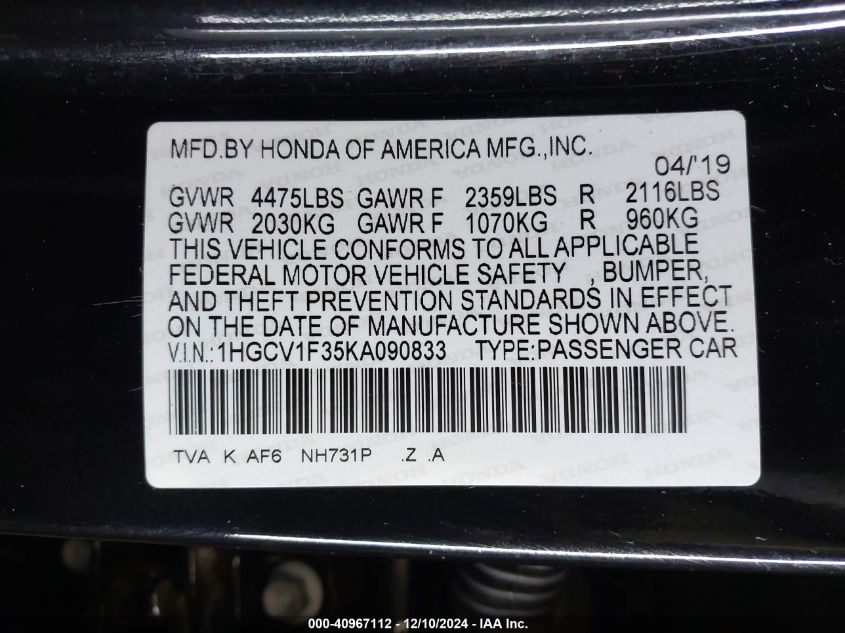 MFD.BY HONDA OF AMERICA MFG.,INC.
04/'19
GVWR 4475LBS GAWR F 2359LBS R 2116LBS
GVWR 2030KG GAWR F 1070KG R 960KG
THIS VEHICLE CONFORMS TO ALL APPLICABLE
FEDERAL MOTOR VEHICLE SAFETY , BUMPER,
AND THEFT PREVENTION STANDARDS IN EFFECT
ON THE DATE OF MANUFACTURE SHOWN ABOVE.
V.I.N.:1HGCV1F35KA090833 TYPE:PASSENGER CAR
TVA K AF6 NH731P .Z .A
000-40967112 - 12/10/2024 - IAA Inc.